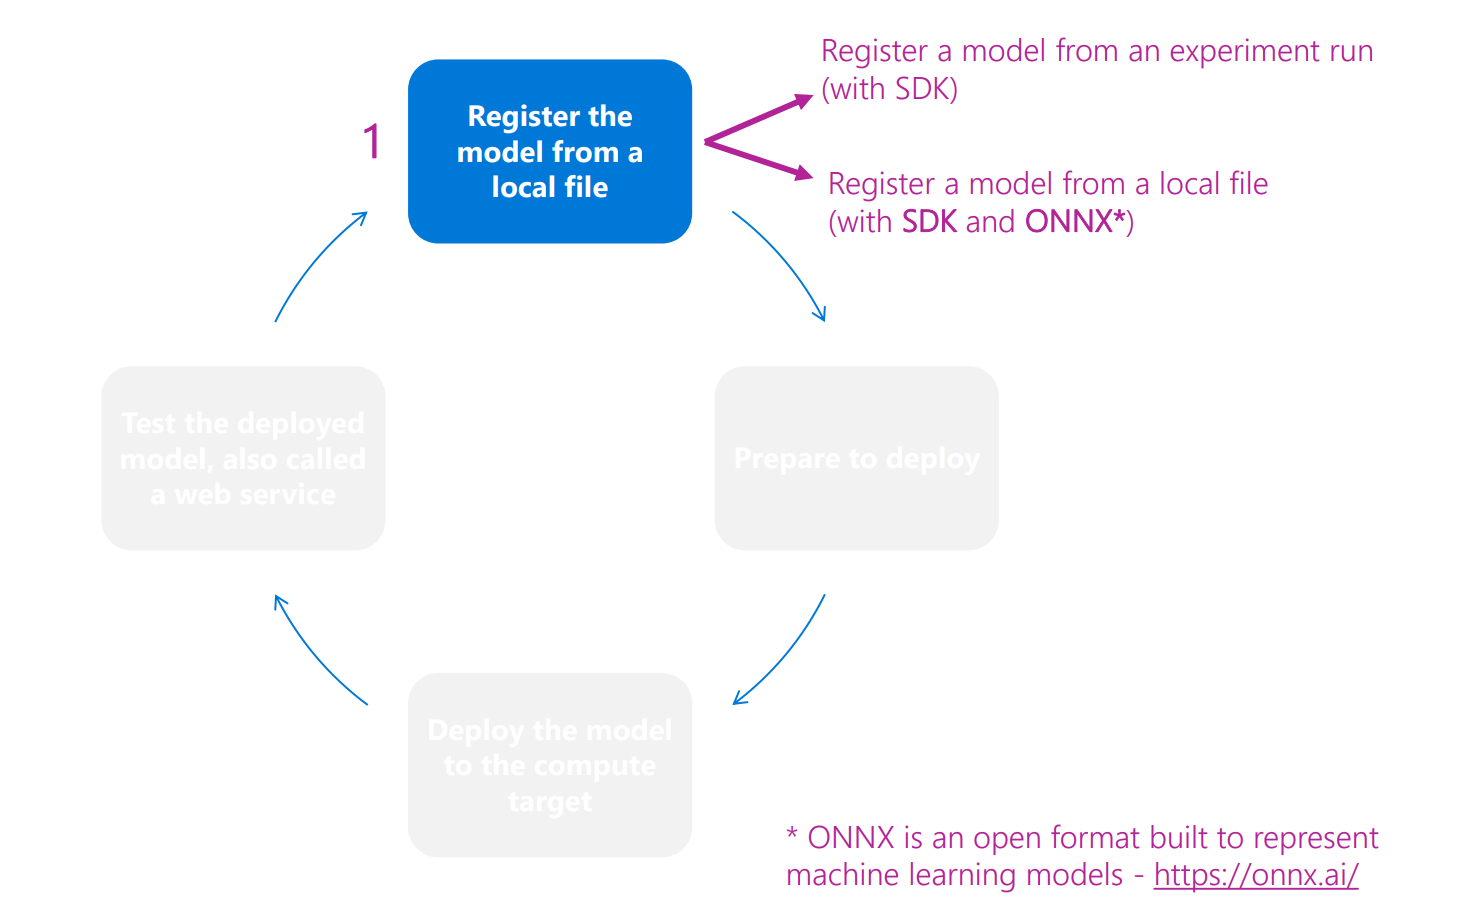 Register a model from an experiment run
(with SDK)
1
Register the
model from a
local file
Register a model from a local file
(with SDK and ONNX*)
Test the deployed
model, also called
a web service
Prepare to deploy
Deploy the model
to the compute
target
* ONNX is an open format built to represent
machine learning models - https://onnx.ai/